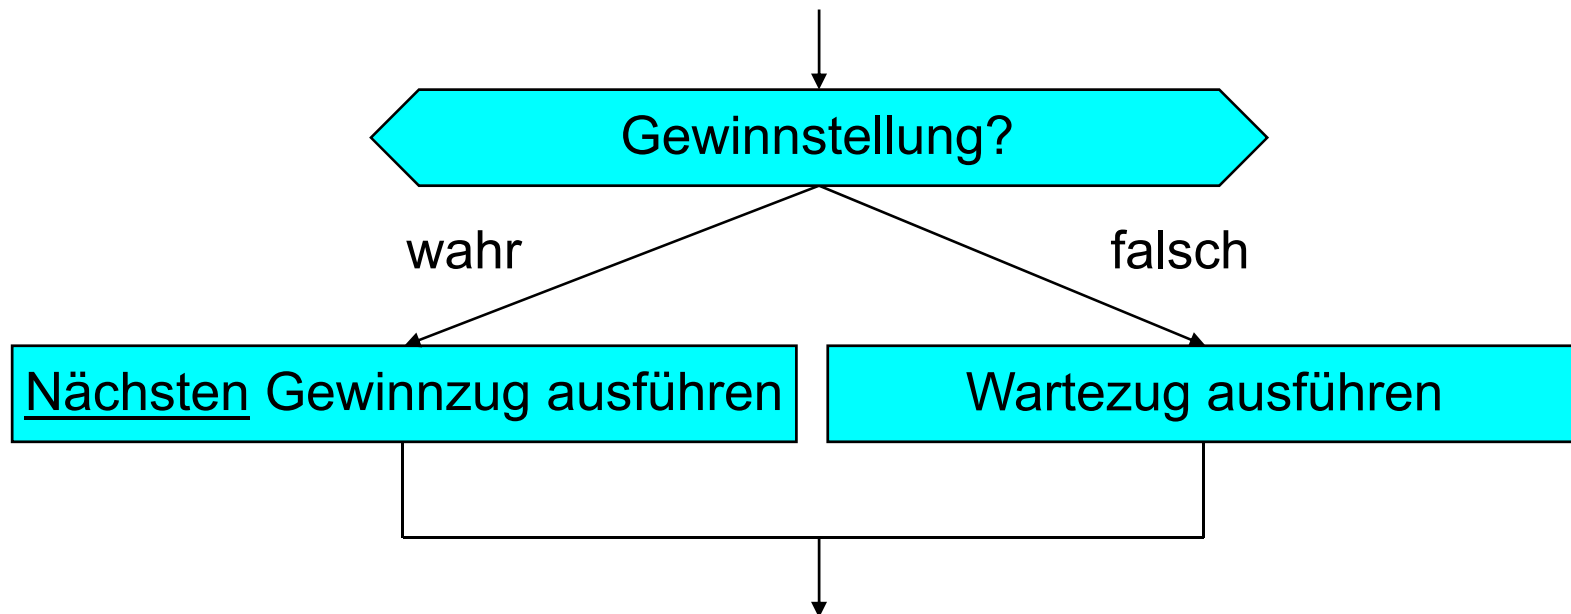 Gewinnstellung?
wahr
falsch
Nächsten Gewinnzug ausführen
Wartezug ausführen